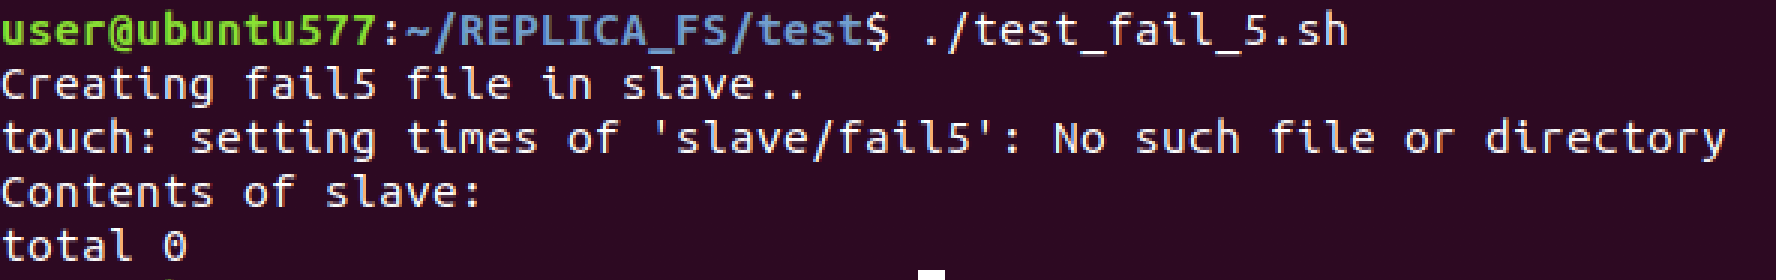 user@ubuntu577:~/REPLICA_FS/test$ ./test_fail_5.sh
Creating fail5 file in slave..
touch: setting times of 'slave/fail5': No such file or directory
Contents of slave:
total 0